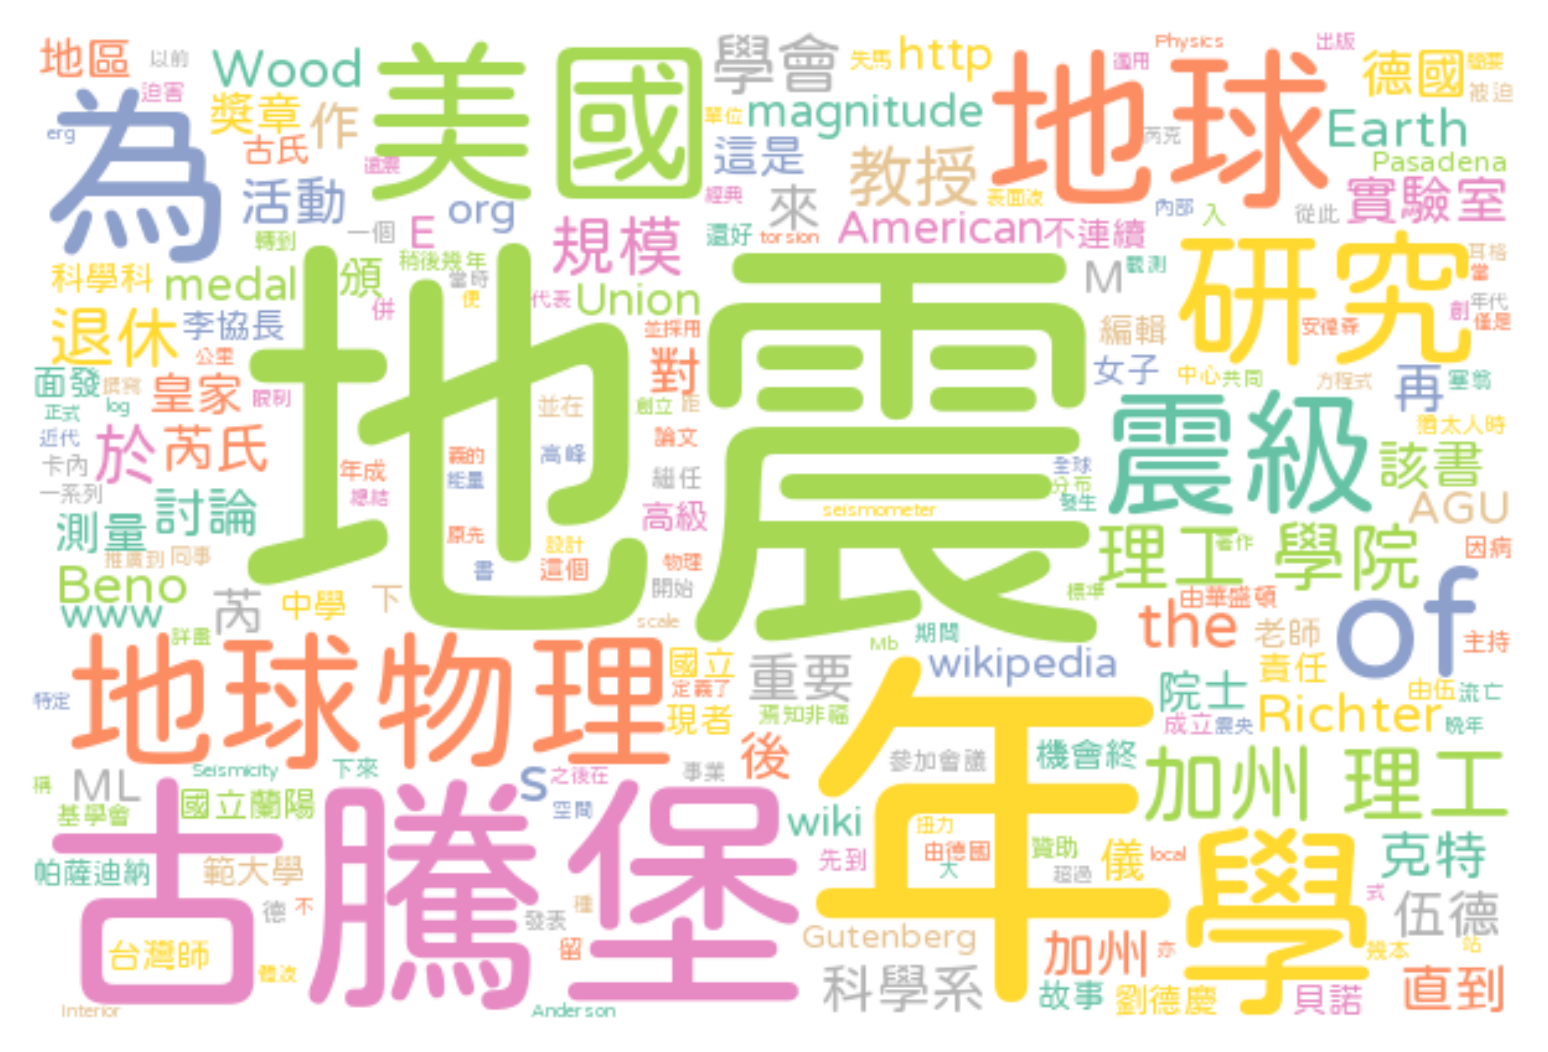 地區
以前
Wood
美國
學會
先馬
http
Physics
適用
出版
地球
德國
簡要
被迫
迫害
為
erg
獎章
作
古氏
遠震
單位
magnitude
這是
教授
芮克
Earth
Pasadena
活動
經典
來
表面波
內部
入
從此
實驗室
轉到
一個
E
org
規模
還好
torsion
American
不連續
科學科
medal
頒
稍後幾年
當時
便
併
代表
Union
M
觀測
研究
耳格
當
年代
創
僅是
安德森
退休
李協長
公里
地震
並採用
對
編輯
女子
中心
共同
方程式
再
塞翁
面發
撰寫
皇家
限制
正式
log
近代
於
芮氏
並在
創立
距
論文
震級
猶太人時
卡內
一系列
年成
總結
義的
能量
高峰
繼任
高級
全球
分布
發生
該書
AGU
測量
討論
推廣到
同事
原先
設計
書
這個
物理
seismometer
理工
著作
學院
因病
Beno
www
芮
中學
下
開始
scale
標準
由華盛頓
the
老師
of
主持
詳盡
地球物理
國立
定義了
現者
重要
焉知非福
Mb
期間
wikipedia
院士
責任
由伍
流亡
特定
成立
震央
Richter
晚年
稱
ML
Seismicity
下來
s
之後在
事業
後
參加會議
機會終
加州
理工
基學會
國立蘭陽
空間
wiki
年
扭力
由德國
大
贊助
超過
儀
local
學
克特
式
伍德
帕薩迪納
範大學
古騰堡
先到
德
不
發表
種
留
台灣師
體波
Gutenberg
科學系
加州
亦
故事
劉德慶
貝諾
幾本
站
直到
Interior
Anderson